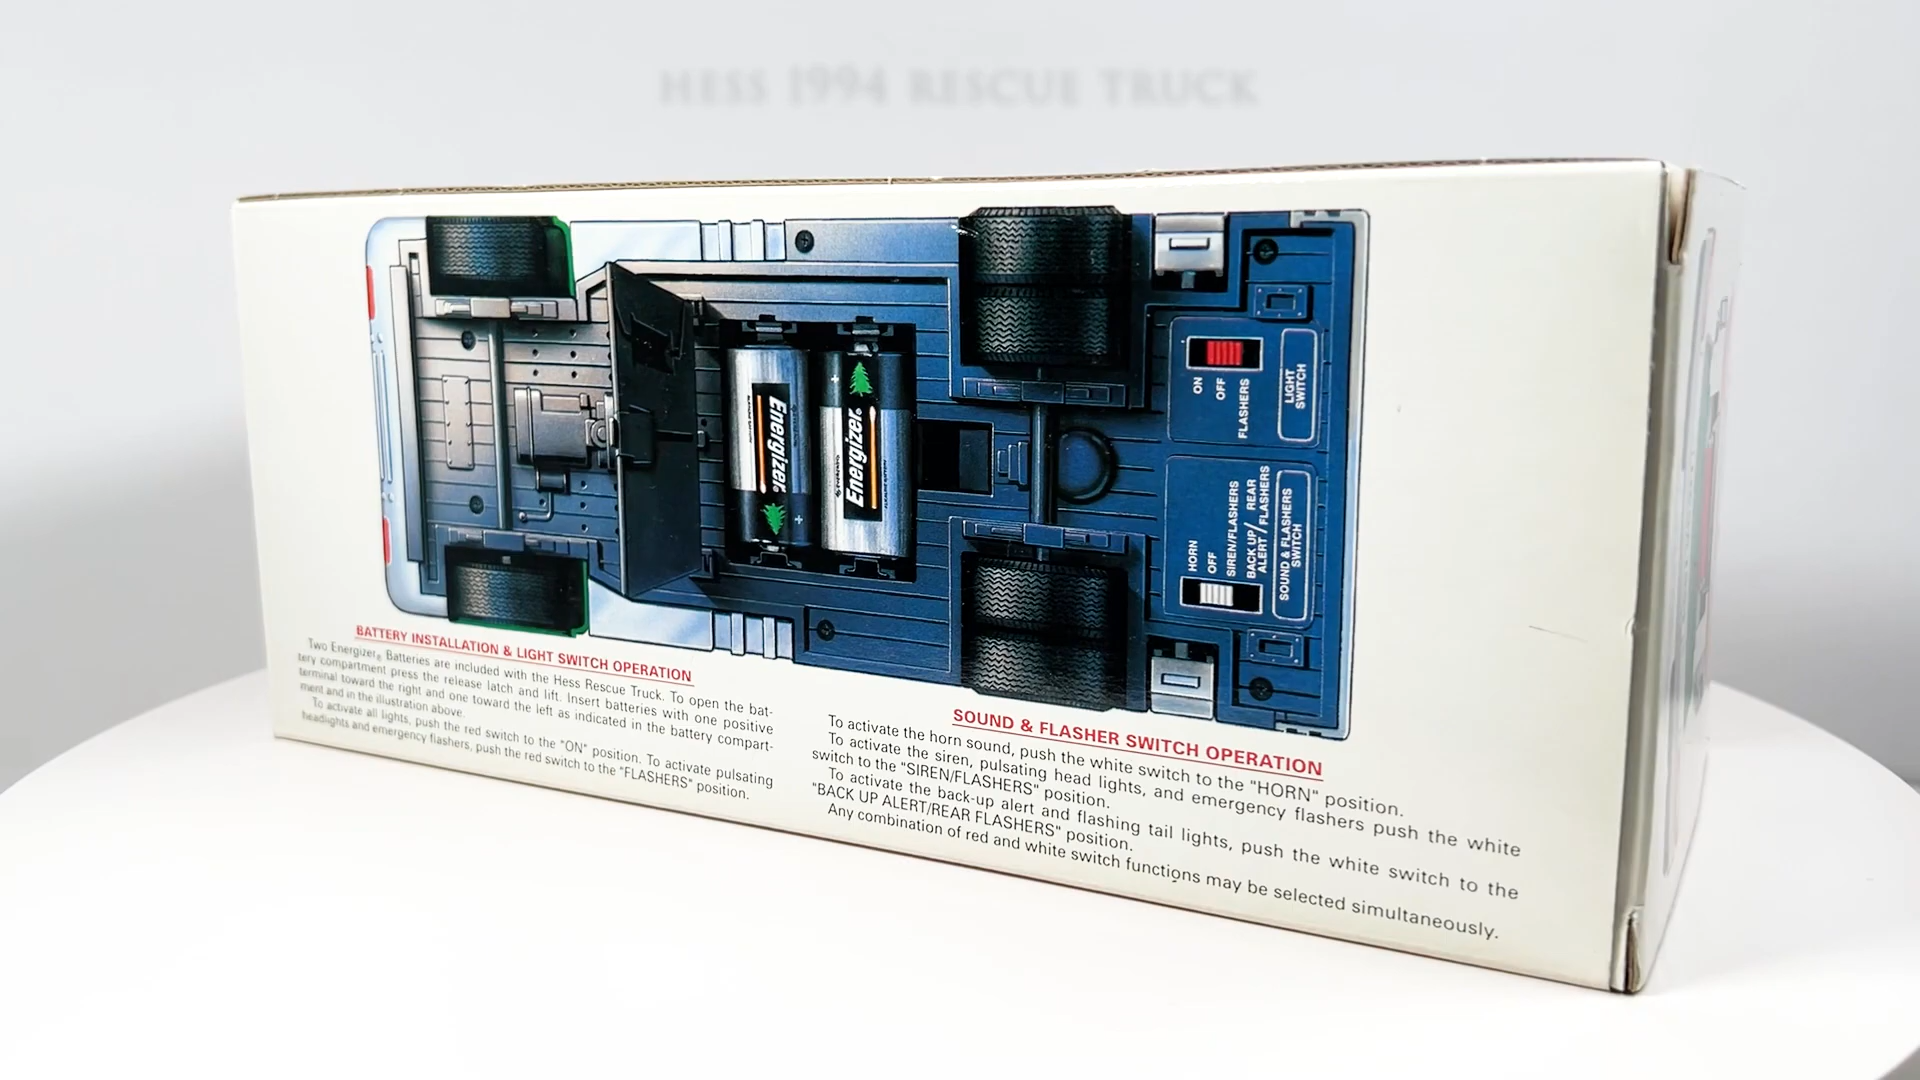 HESS 1994 RESCUE TRUCK
Energizer
Energizer
ON
OFF
FLASHERS
LIGHT
SWITCH
HORN
OFF
SIREN/FLASHERS
BACK UP/ REAR
ALERT / FLASHERS
SOUND & FLASHERS
SWITCH
BATTERY INSTALLATION & LIGHT SWITCH OPERATION
Two Energizer® Batteries are included with the Hess Rescue Truck. To open the bat-
tery compartment press the release latch and lift. Insert batteries with one positive
terminal toward the right and one toward the left as indicated in the battery compart-
ment and in the illustration above.
To activate all lights, push the red switch to the "ON" position. To activate pulsating
headlights and emergency flashers, push the red switch to the "FLASHERS" position.
SOUND & FLASHER SWITCH OPERATION
To activate the horn sound, push the white switch to the "HORN" position.
To activate the siren, pulsating head lights, and emergency flashers push the white
switch to the "SIREN/FLASHERS" position.
To activate the back-up alert and flashing tail lights, push the white switch to the
"BACK UP ALERT/REAR FLASHERS" position.
Any combination of red and white switch functions may be selected simultaneously.